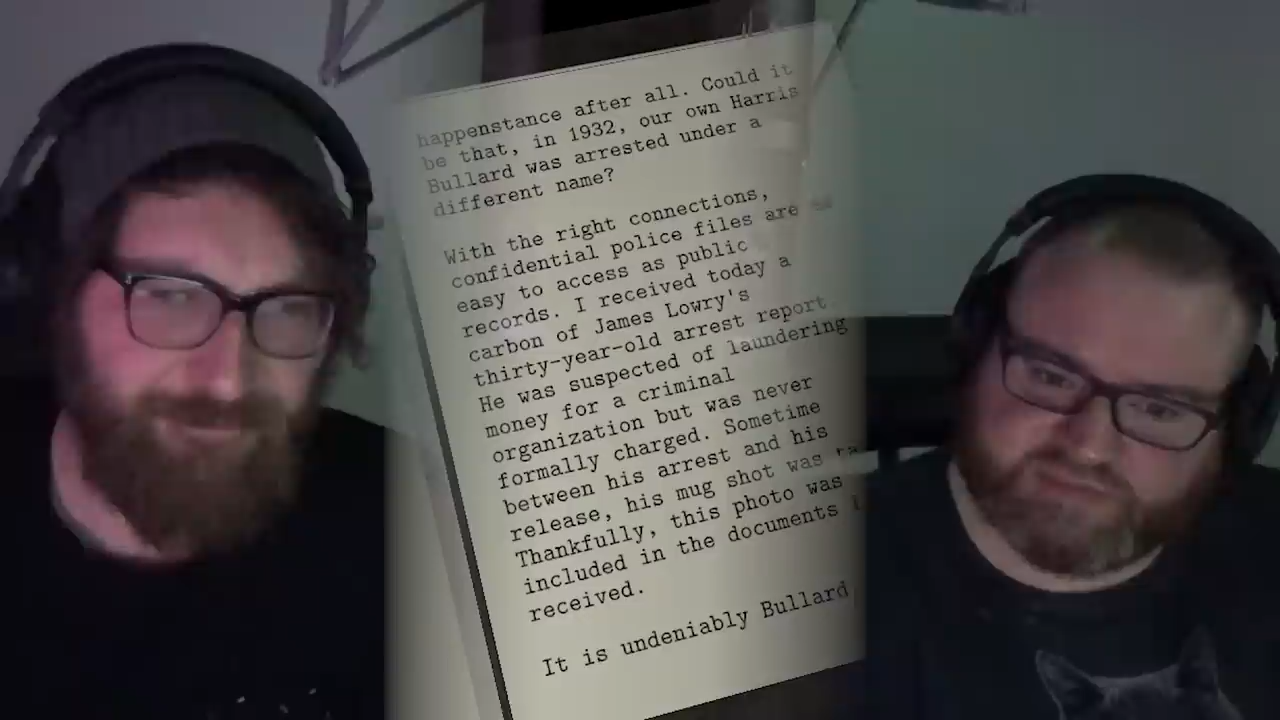 happenstance after all. Could it
be that, in 1932, our own Harris
Bullard was arrested under a
different name?
With the right connections,
confidential police files are as
easy to access as public
records. I received today a
carbon of James Lowry's
thirty-year-old arrest report.
He was suspected of laundering
money for a criminal
organization but was never
formally charged. Sometime
between his arrest and his
release, his mug shot was
Thankfully, this photo was
included in the documents I
received.
It is undeniably Bullard